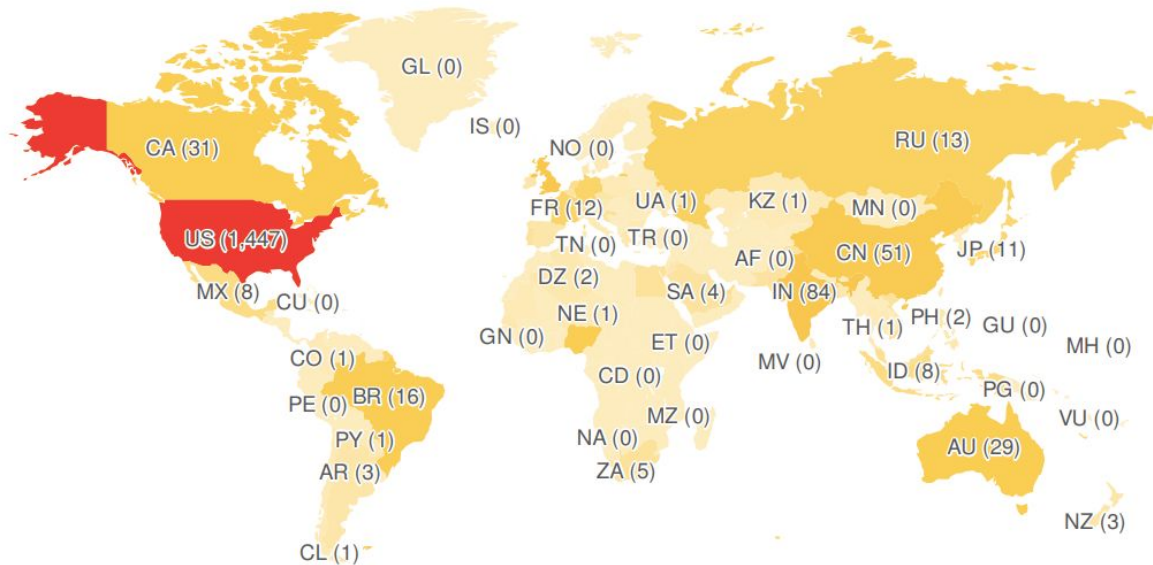 GL (0)
IS (0)
CA (31)
NO (0)
RU (13)
FR (12)
UA (1)
KZ (1)
MN (0)
US (1,447)
TN (0)
TR (0)
AF (0)
CN (51)
JP (11)
MX (8)
CU (0)
DZ (2)
SA (4)
IN (84)
NE (1)
TH (1)
PH (2)
GU (0)
GN (0)
ET (0)
MV (0)
MH (0)
CO (1)
CD (0)
ID (8)
PE (0)
BR (16)
PG (0)
MZ (0)
VU (0)
PY (1)
NA (0)
AU (29)
AR (3)
ZA (5)
NZ (3)
CL (1)